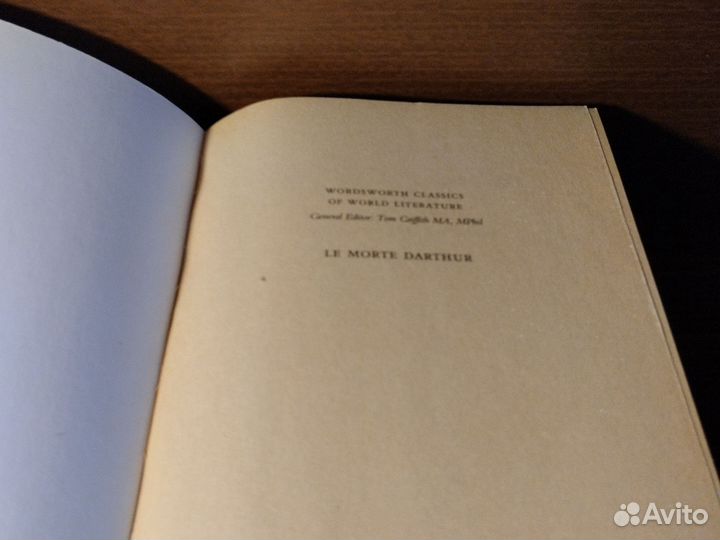 WORDSWORTH CLASSICS
OF WORLD LITERATURE
General Editor: Tom Griffith MA, MPhil
LE MORTE DARTHUR
Avito